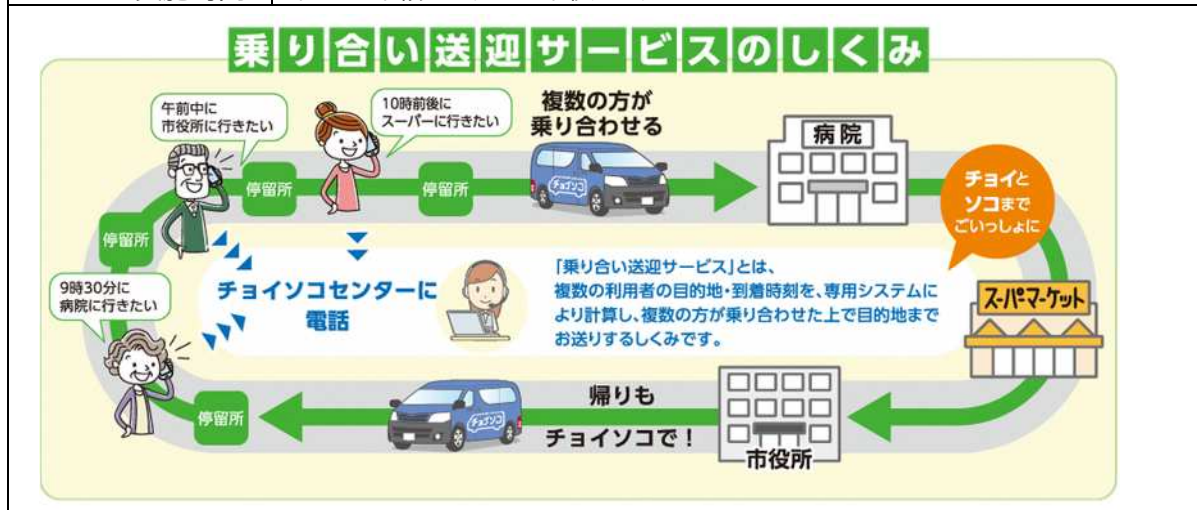 乗り合い送迎サービスのしくみ
午前中に
市役所に行きたい
10時前後に
スーパーに行きたい
複数の方が
乗り合わせる
病院
停留所
停留所
チョイソコ
チョイと
ソコまで
ごいっしょに
停留所
9時30分に
病院に行きたい
チョイソコセンターに
電話
「乗り合い送迎サービス」とは、
複数の利用者の目的地・到着時刻を、専用システムに
より計算し、複数の方が乗り合わせた上で目的地まで
お送りするしくみです。
スーパーマーケット
停留所
チョイソコ
帰りも
チョイソコで！
市役所